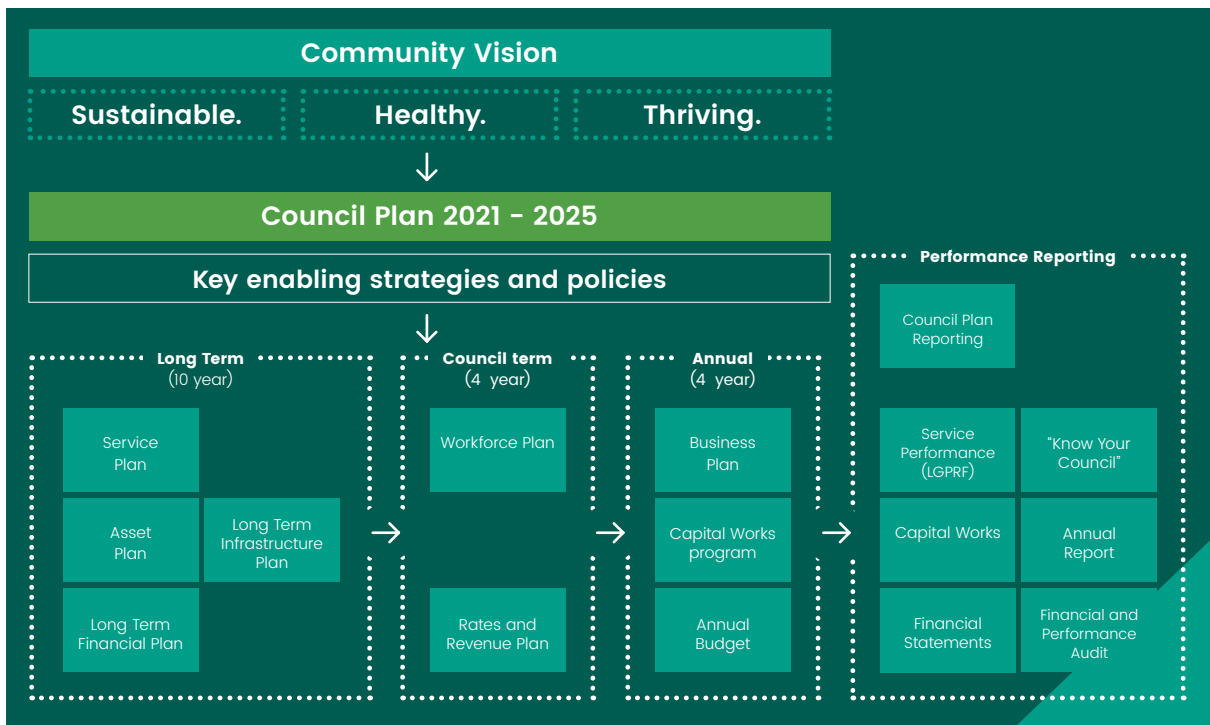 Community Vision
Sustainable.
Healthy.
Thriving.
Council Plan 2021 - 2025
Key enabling strategies and policies
Long Term
(10 year)
Service
Plan
Asset
Plan
Long Term
Infrastructure
Plan
Long Term
Financial Plan
Council term
(4 year)
Workforce Plan
Rates and
Revenue Plan
Annual
(4 year)
Business
Plan
Capital Works
program
Annual
Budget
Performance Reporting
Council Plan
Reporting
Service
Performance
(LGPRF)
"Know Your
Council"
Capital Works
Annual
Report
Financial
Statements
Financial and
Performance
Audit